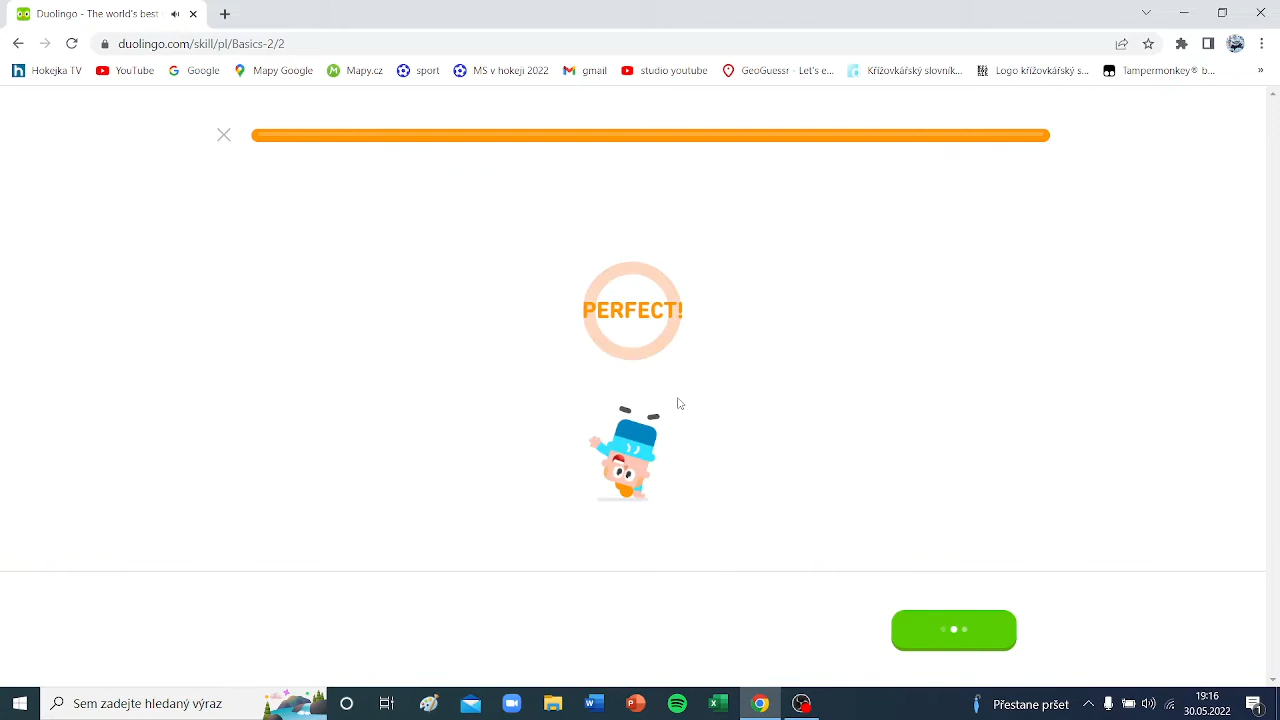 Duolingo - The world's best
duolingo.com/skill/pl/Basics-2/2
Hokejka TV YouTube Google Mapy Google Mapy.cz sport MS v hokeji 2022 gmail studio youtube GeoGuessr - Let's e... Křížovkářský slovník... Logo křížovkářský s... Tampermonkey® b... »
PERFECT!
Sem zadejte hledaný výraz
Přestane pršet
19:16
30.05.2022